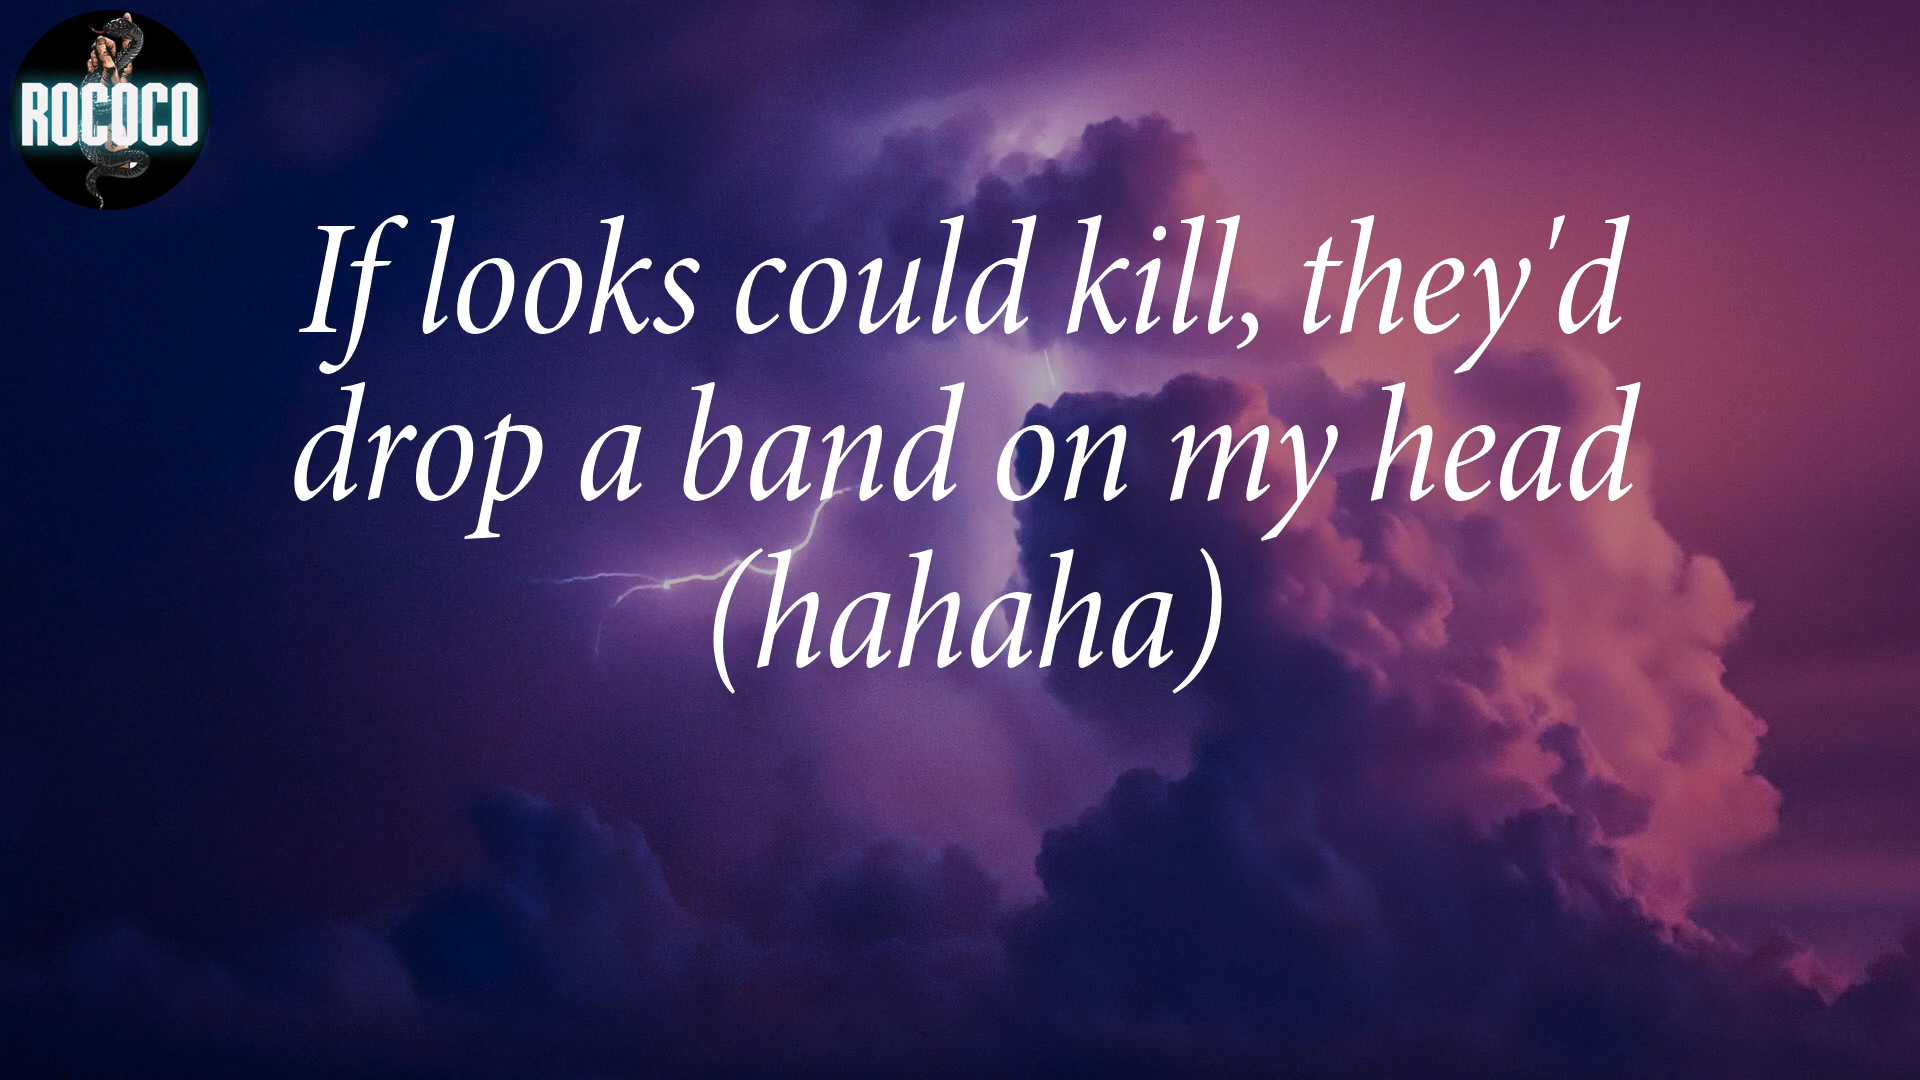 ROCOCO
If looks could kill, they'd
drop a band on my head
(hahaha)